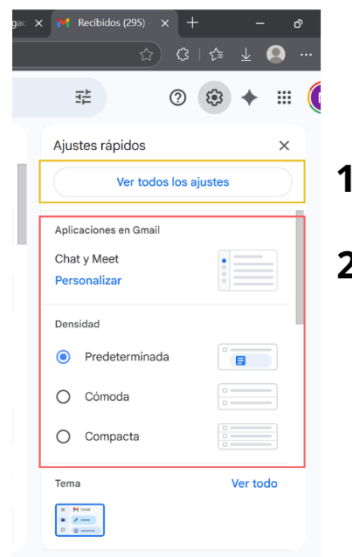 Recibidos (295)
Ajustes rápidos
Ver todos los ajustes
1
Aplicaciones en Gmail
2
Chat y Meet
Personalizar
Densidad
Predeterminada
Cómoda
Compacta
Tema
Ver todo
Gmail